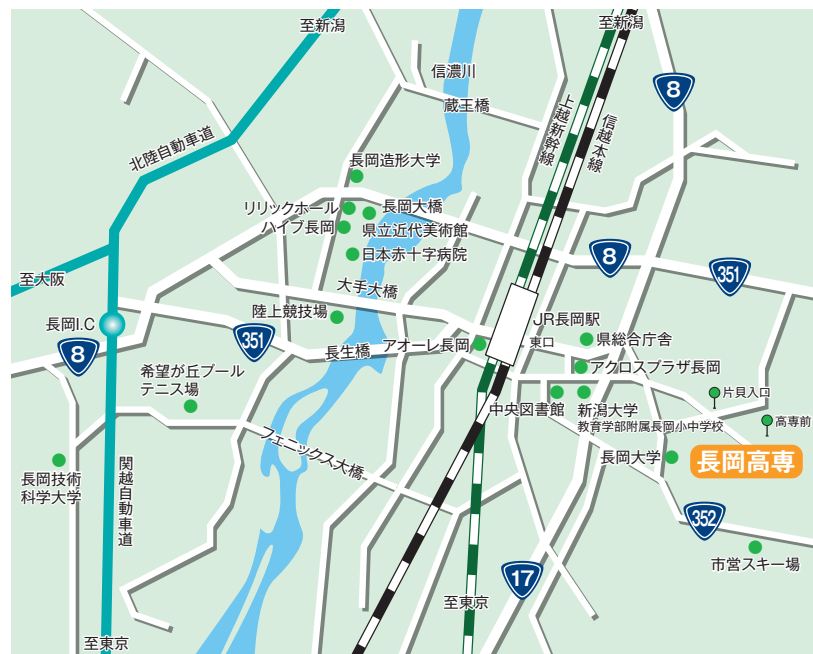 至新潟
至新潟
信濃川
蔵王橋
8
上越新幹線
信越本線
北陸自動車道
長岡造形大学
リリックホール
長岡大橋
ハイブ長岡
県立近代美術館
日本赤十字病院
8
351
至大阪
大手大橋
陸上競技場
長岡I.C
351
8
長生橋
アオーレ長岡
JR長岡駅
東口
県総合庁舎
アクロスプラザ長岡
希望が丘プール
テニス場
中央図書館
新潟大学
教育学部附属長岡小中学校
片貝入口
高専前
フェニックス大橋
長岡大学
長岡高専
長岡技術
科学大学
関越自動車道
352
市営スキー場
17
至東京
至東京